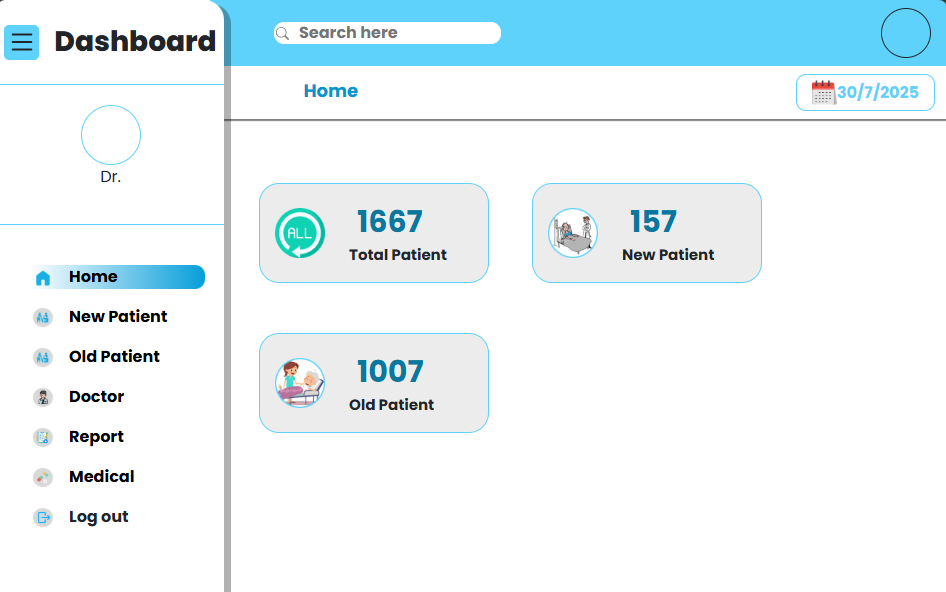 Dashboard
Search here
Home
30/7/2025
Dr.
Home
New Patient
Old Patient
Doctor
Report
Medical
Log out
ALL
1667
Total Patient
157
New Patient
1007
Old Patient